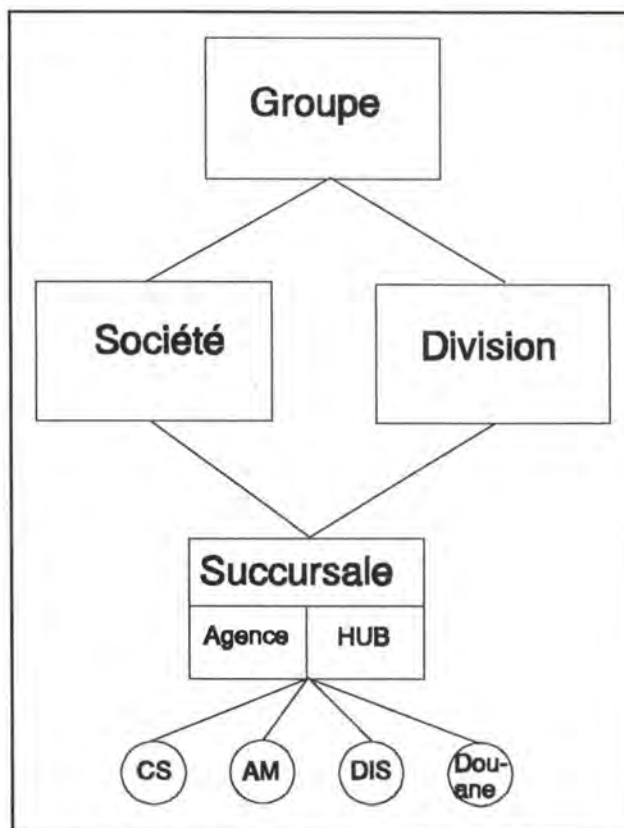 Groupe
Société
Division
Succursale
Agence
HUB
CS
AM
DIS
Dou-
ane